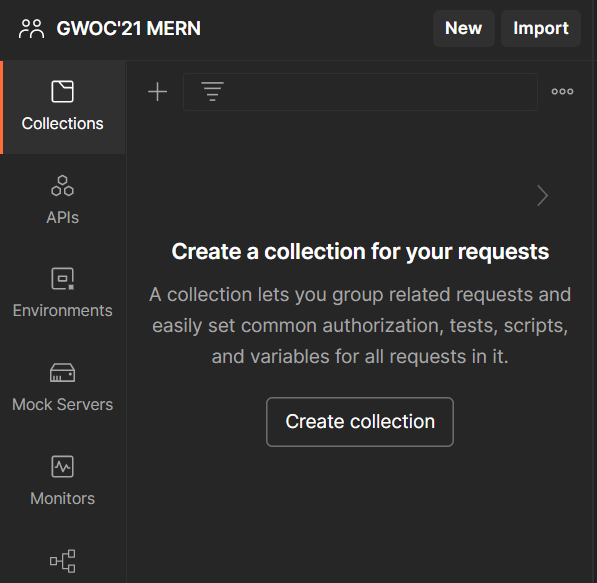 GWOC'21 MERN
New
Import
Collections
APIs
Environments
Mock Servers
Monitors
Create a collection for your requests
A collection lets you group related requests and
easily set common authorization, tests, scripts,
and variables for all requests in it.
Create collection